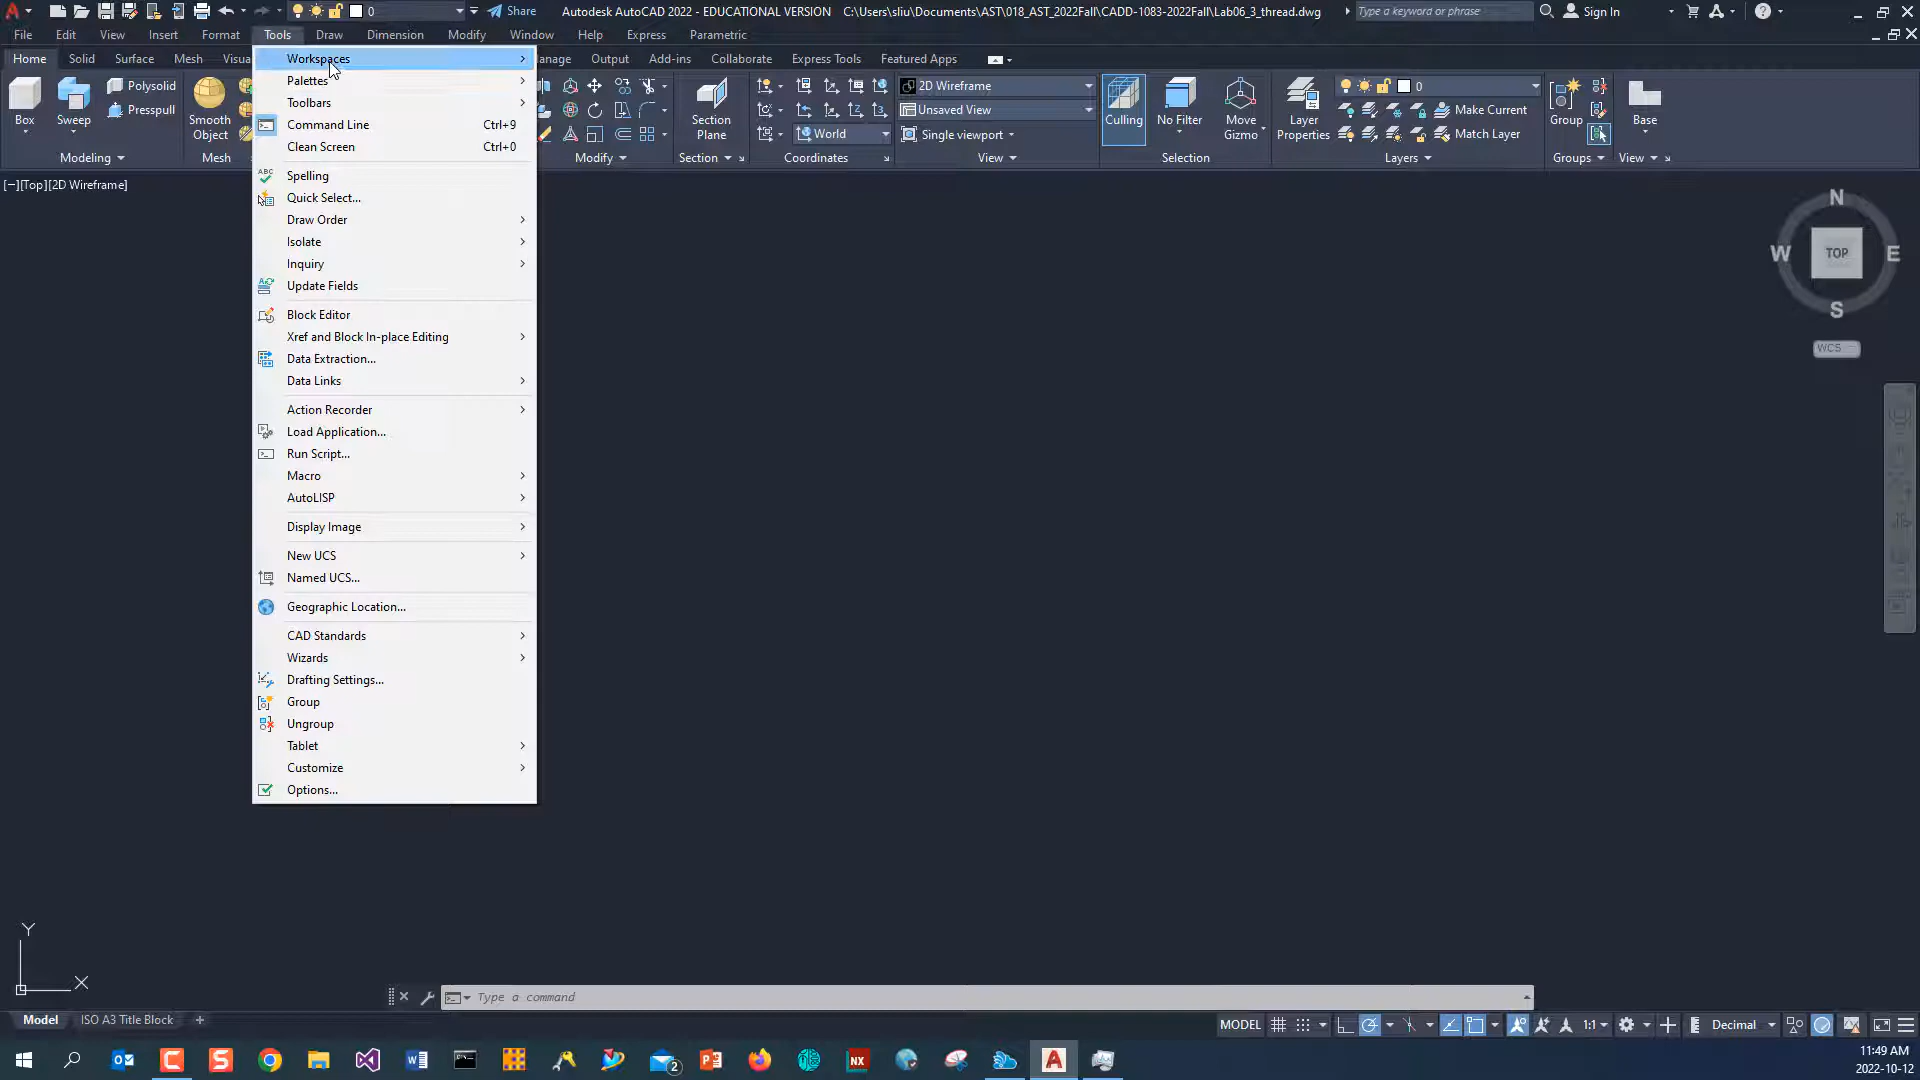 0
Share
Autodesk AutoCAD 2022 - EDUCATIONAL VERSION C:\Users\sliu\Documents\AST\018_AST_2022Fall\CADD-1083-2022Fall\Lab06_3_thread.dwg
Type a keyword or phrase
Sign In
File Edit View Insert Format Tools Draw Dimension Modify Window Help Express Parametric
Home Solid Surface Mesh Visua anage Output Add-ins Collaborate Express Tools Featured Apps
Box
Sweep
Polysolid
Presspull
Modeling
Smooth
Object
Mesh
Modify
Section
Plane
Section
World
Coordinates
2D Wireframe
Unsaved View
Single viewport
View
Culling
No Filter
Move
Gizmo
Selection
Layer
Properties
0
Make Current
Match Layer
Layers
Group
Groups
Base
View
[−][Top][2D Wireframe]
Workspaces
Palettes
Toolbars
Command Line Ctrl+9
Clean Screen Ctrl+0
ABC
Spelling
Quick Select...
Draw Order
Isolate
Inquiry
Update Fields
Block Editor
Xref and Block In-place Editing
Data Extraction...
Data Links
Action Recorder
Load Application...
Run Script...
Macro
AutoLISP
Display Image
New UCS
Named UCS...
Geographic Location...
CAD Standards
Wizards
Drafting Settings...
Group
Ungroup
Tablet
Customize
Options...
N
W TOP E
S
WCS
Y
X
Type a command
Model ISO A3 Title Block +
MODEL 1:1 Decimal
2
NX
11:49 AM
2022-10-12